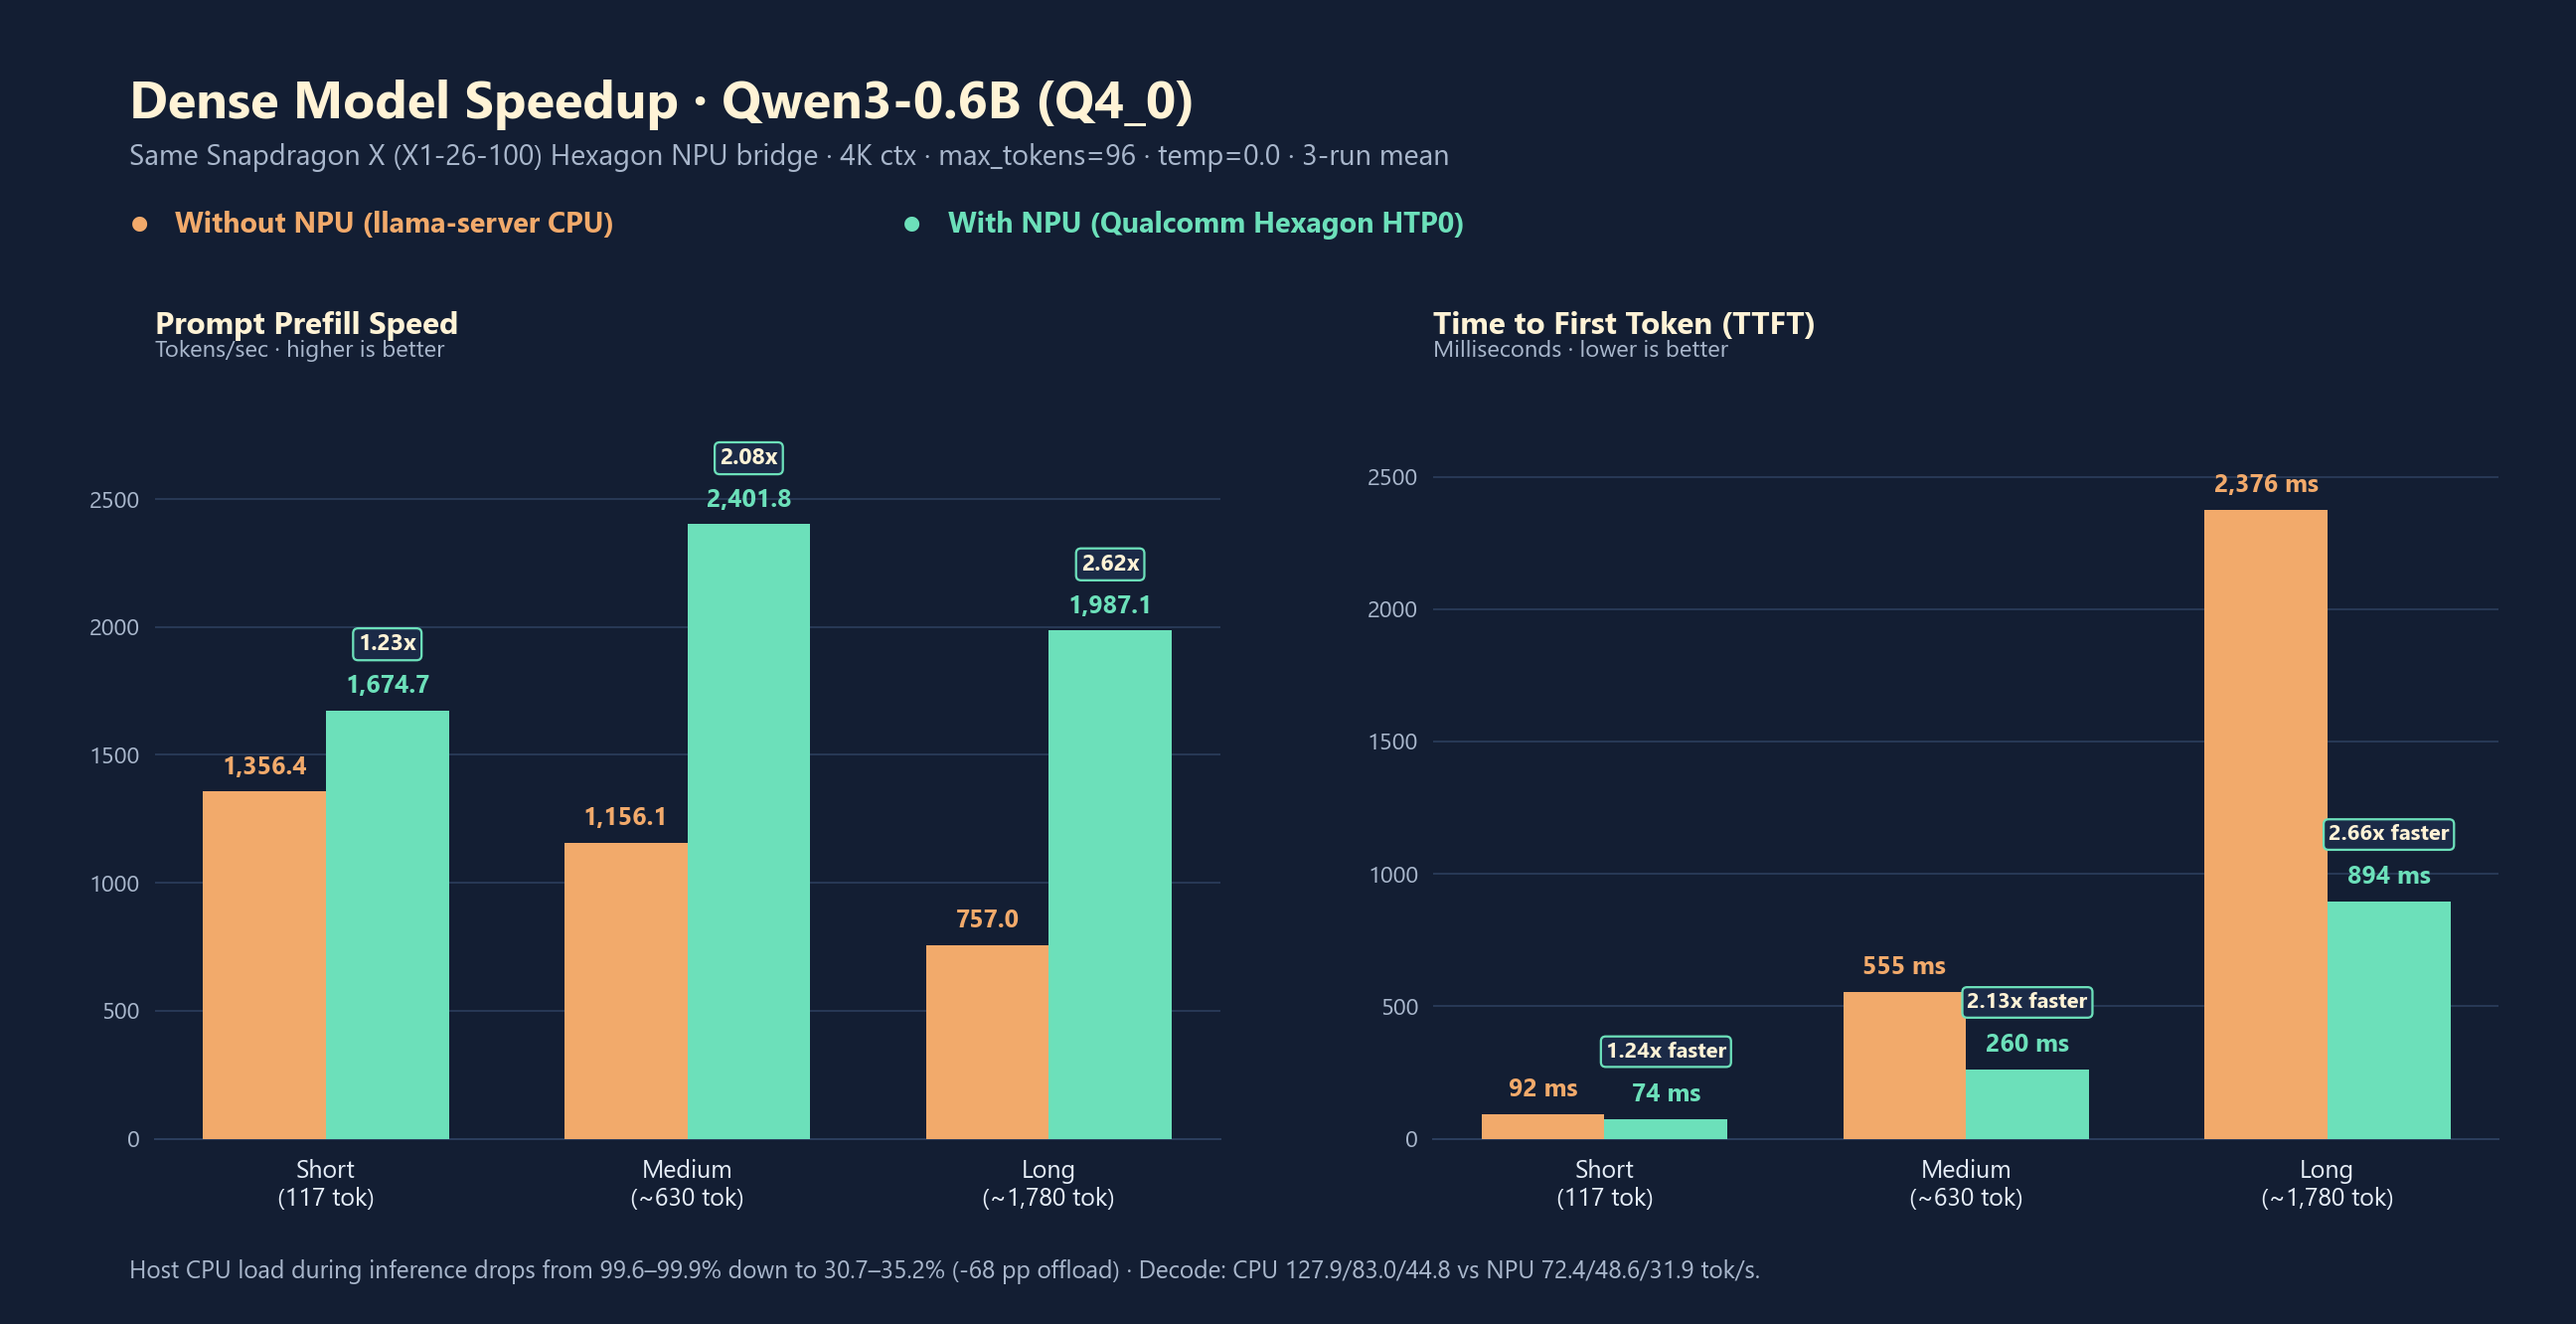 Dense Model Speedup · Qwen3-0.6B (Q4_0)
Same Snapdragon X (X1-26-100) Hexagon NPU bridge · 4K ctx · max_tokens=96 · temp=0.0 · 3-run mean
Without NPU (llama-server CPU)
With NPU (Qualcomm Hexagon HTP0)
Prompt Prefill Speed
Tokens/sec · higher is better
2500
2000
1500
1000
500
0
1,356.4
1.23x
1,674.7
1,156.1
2.08x
2,401.8
757.0
2.62x
1,987.1
Short
(117 tok)
Medium
(~630 tok)
Long
(~1,780 tok)
Time to First Token (TTFT)
Milliseconds · lower is better
2500
2000
1500
1000
500
0
92 ms
1.24x faster
74 ms
555 ms
2.13x faster
260 ms
2,376 ms
2.66x faster
894 ms
Short
(117 tok)
Medium
(~630 tok)
Long
(~1,780 tok)
Host CPU load during inference drops from 99.6–99.9% down to 30.7–35.2% (-68 pp offload) · Decode: CPU 127.9/83.0/44.8 vs NPU 72.4/48.6/31.9 tok/s.